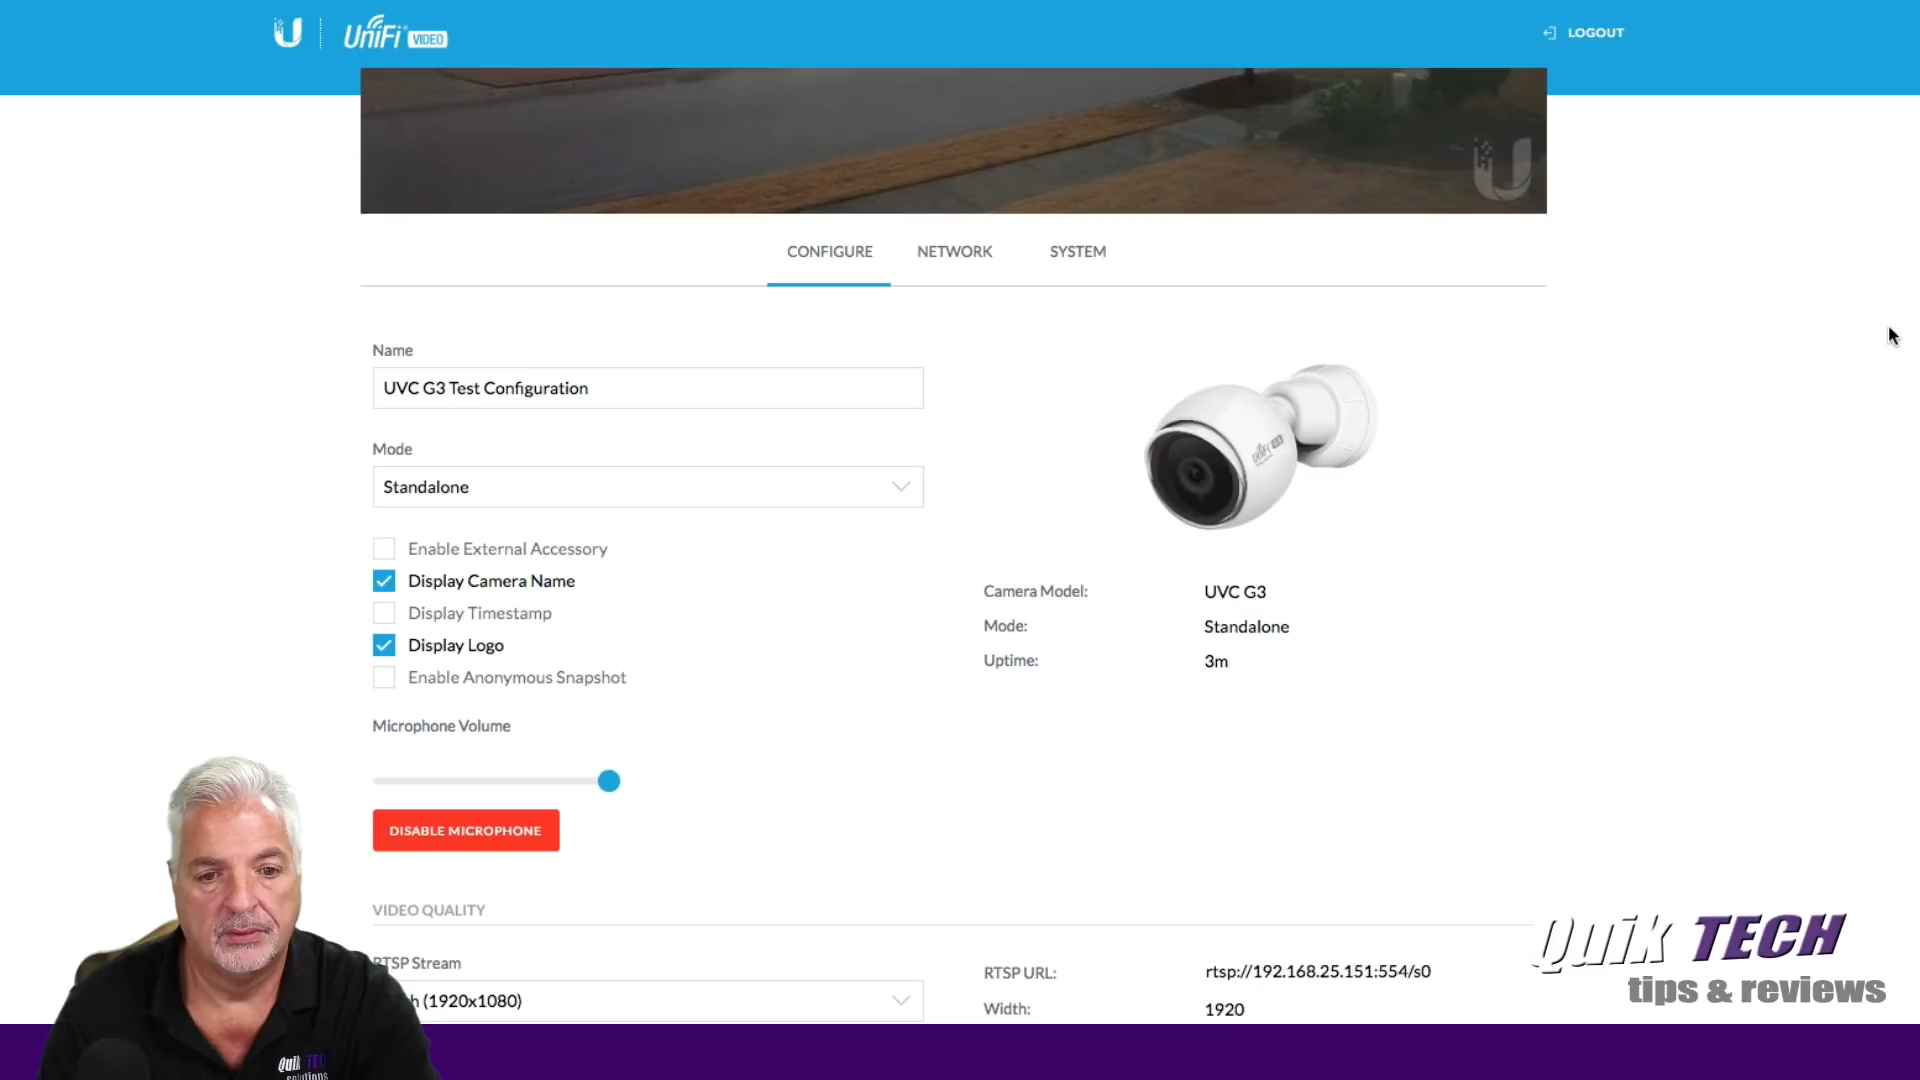 UniFi VIDEO
LOGOUT
CONFIGURE NETWORK SYSTEM
Name
UVC G3 Test Configuration
Mode
Standalone
Enable External Accessory
Display Camera Name
Display Timestamp
Display Logo
Enable Anonymous Snapshot
Microphone Volume
DISABLE MICROPHONE
Camera Model: UVC G3
Mode: Standalone
Uptime: 3m
VIDEO QUALITY
RTSP Stream
(1920x1080)
RTSP URL: rtsp://192.168.25.151:554/s0
Width: 1920
Quik TECH
tips & reviews
Quik TECH
solutions